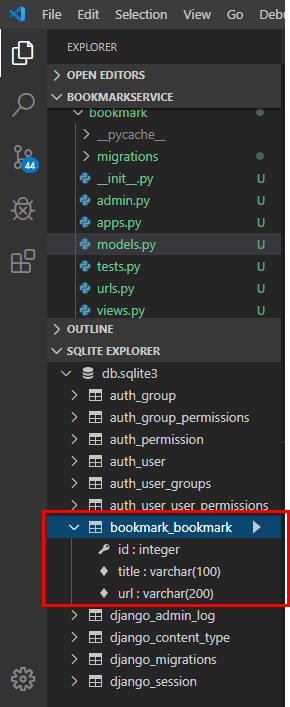 File Edit Selection View Go Debu
EXPLORER
OPEN EDITORS
BOOKMARKSERVICE
bookmark
__pycache__
migrations
__init__.py U
admin.py U
apps.py U
models.py U
tests.py U
urls.py U
views.py U
44
OUTLINE
SQLITE EXPLORER
db.sqlite3
auth_group
auth_group_permissions
auth_permission
auth_user
auth_user_groups
auth_user_user_permissions
bookmark_bookmark
id : integer
title : varchar(100)
url : varchar(200)
django_admin_log
django_content_type
django_migrations
django_session